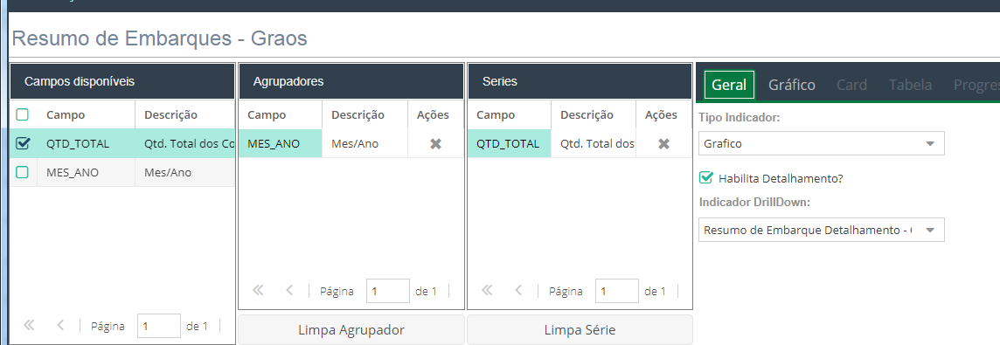 Resumo de Embarques - Graos
Campos disponíveis
Campo Descrição
QTD_TOTAL Qtd. Total dos Co
MES_ANO Mes/Ano
Página 1 de 1
Agrupadores
Campo Descrição Ações
MES_ANO Mes/Ano
Página 1 de 1
Limpa Agrupador
Series
Campo Descrição Ações
QTD_TOTAL Qtd. Total dos
Página 1 de 1
Limpa Série
Geral Gráfico Card Tabela Progre
Tipo Indicador:
Grafico
Habilita Detalhamento?
Indicador DrillDown:
Resumo de Embarque Detalhamento -